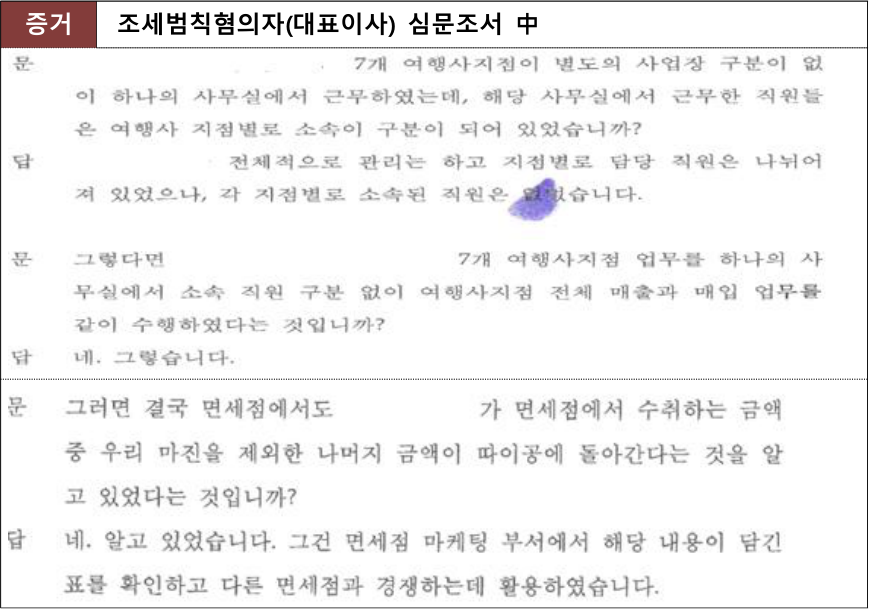 증거 조세범칙혐의자(대표이사) 심문조서 中
문 7개 여행사지점이 별도의 사업장 구분이 없
이 하나의 사무실에서 근무하였는데, 해당 사무실에서 근무한 직원들
은 여행사 지점별로 소속이 구분이 되어 있었습니까?
답 전체적으로 관리는 하고 지점별로 담당 직원은 나뉘어
져 있었으나, 각 지점별로 소속된 직원은 없었습니다.
문 그렇다면 7개 여행사지점 업무를 하나의 사
무실에서 소속 직원 구분 없이 여행사지점 전체 매출과 매입 업무를
같이 수행하였다는 것입니까?
답 네. 그렇습니다.
문 그러면 결국 면세점에서도 가 면세점에서 수취하는 금액
중 우리 마진을 제외한 나머지 금액이 따이공에 돌아간다는 것을 알
고 있었다는 것입니까?
답 네. 알고 있었습니다. 그건 면세점 마케팅 부서에서 해당 내용이 담긴
표를 확인하고 다른 면세점과 경쟁하는데 활용하였습니다.